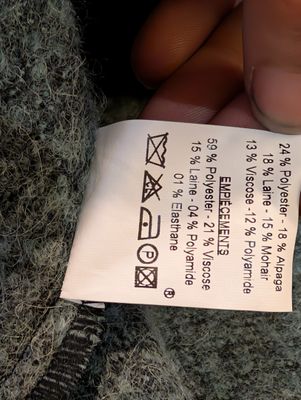 24 % Polyester - 18 % Alpaga
18 % Laine - 15 % Mohair
13 % Viscose - 12 % Polyamide
EMPIÈCEMENTS
59 % Polyester - 21 % Viscose
15 % Laine - 04 % Polyamide
01 % Elasthane
P
®